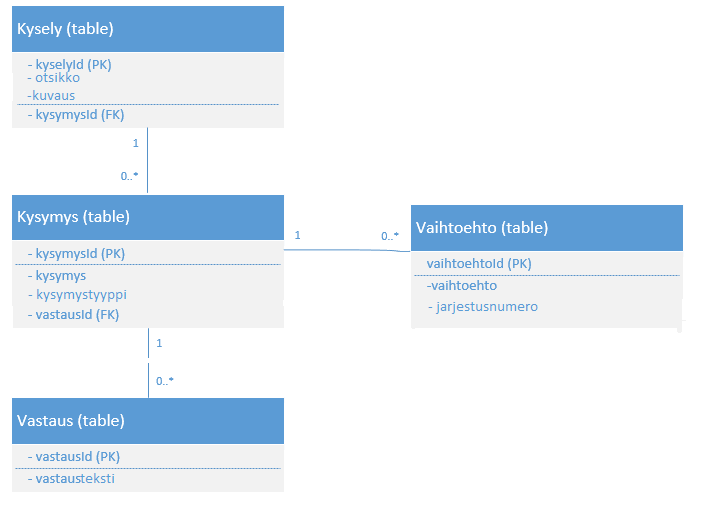 Kysely (table)
- kyselyId (PK)
- otsikko
-kuvaus
- kysymysId (FK)
1
0..*
Kysymys (table)
- kysymysId (PK)
- kysymys
- kysymystyyppi
- vastausId (FK)
1
0..*
Vaihtoehto (table)
vaihtoehtoId (PK)
-vaihtoehto
- jarjestusnumero
1
0..*
Vastaus (table)
- vastausId (PK)
- vastausteksti